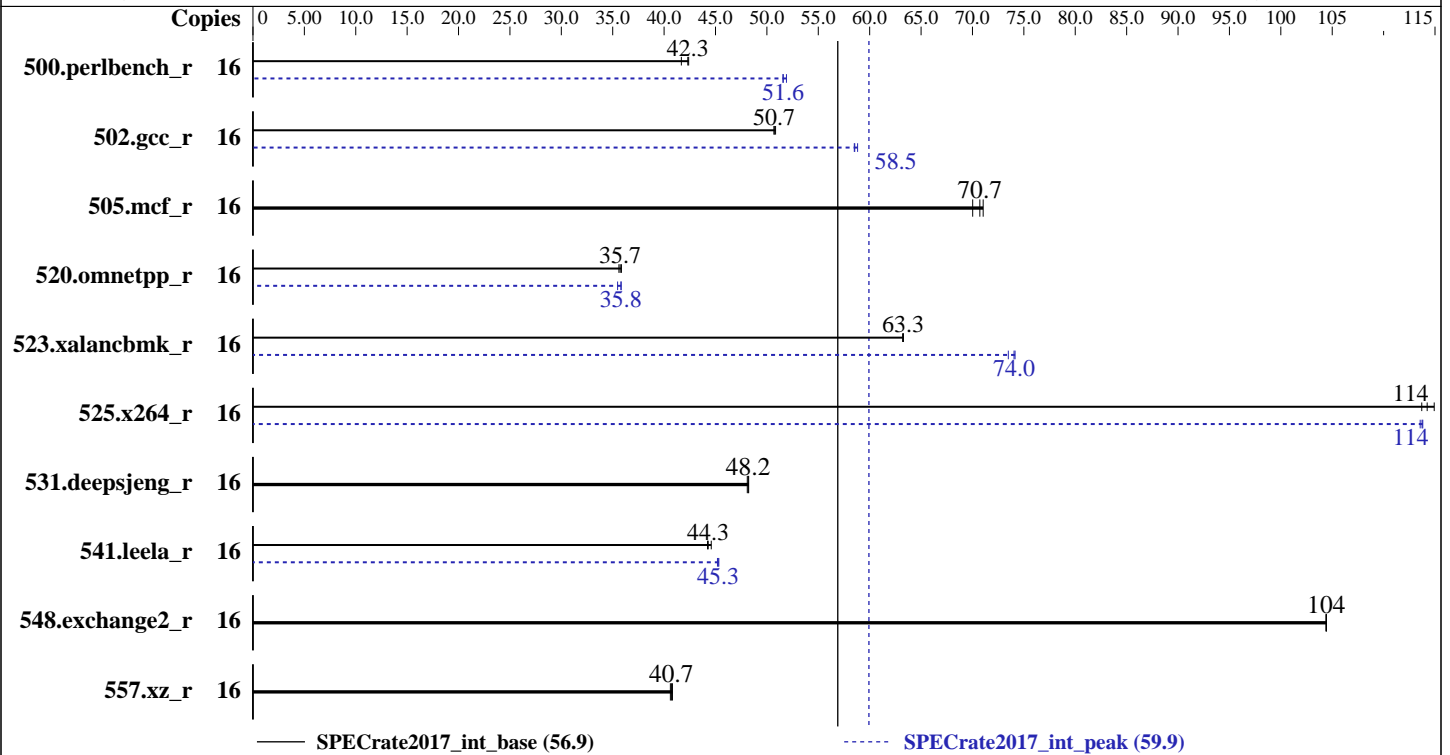 Copies 0 5.00 10.0 15.0 20.0 25.0 30.0 35.0 40.0 45.0 50.0 55.0 60.0 65.0 70.0 75.0 80.0 85.0 90.0 95.0 100 105 115
500.perlbench_r 16 42.3
51.6
502.gcc_r 16 50.7
58.5
505.mcf_r 16 70.7
520.omnetpp_r 16 35.7
35.8
523.xalancbmk_r 16 63.3
74.0
525.x264_r 16 114
114
531.deepsjeng_r 16 48.2
541.leela_r 16 44.3
45.3
548.exchange2_r 16 104
557.xz_r 16 40.7
SPECrate2017_int_base (56.9) SPECrate2017_int_peak (59.9)